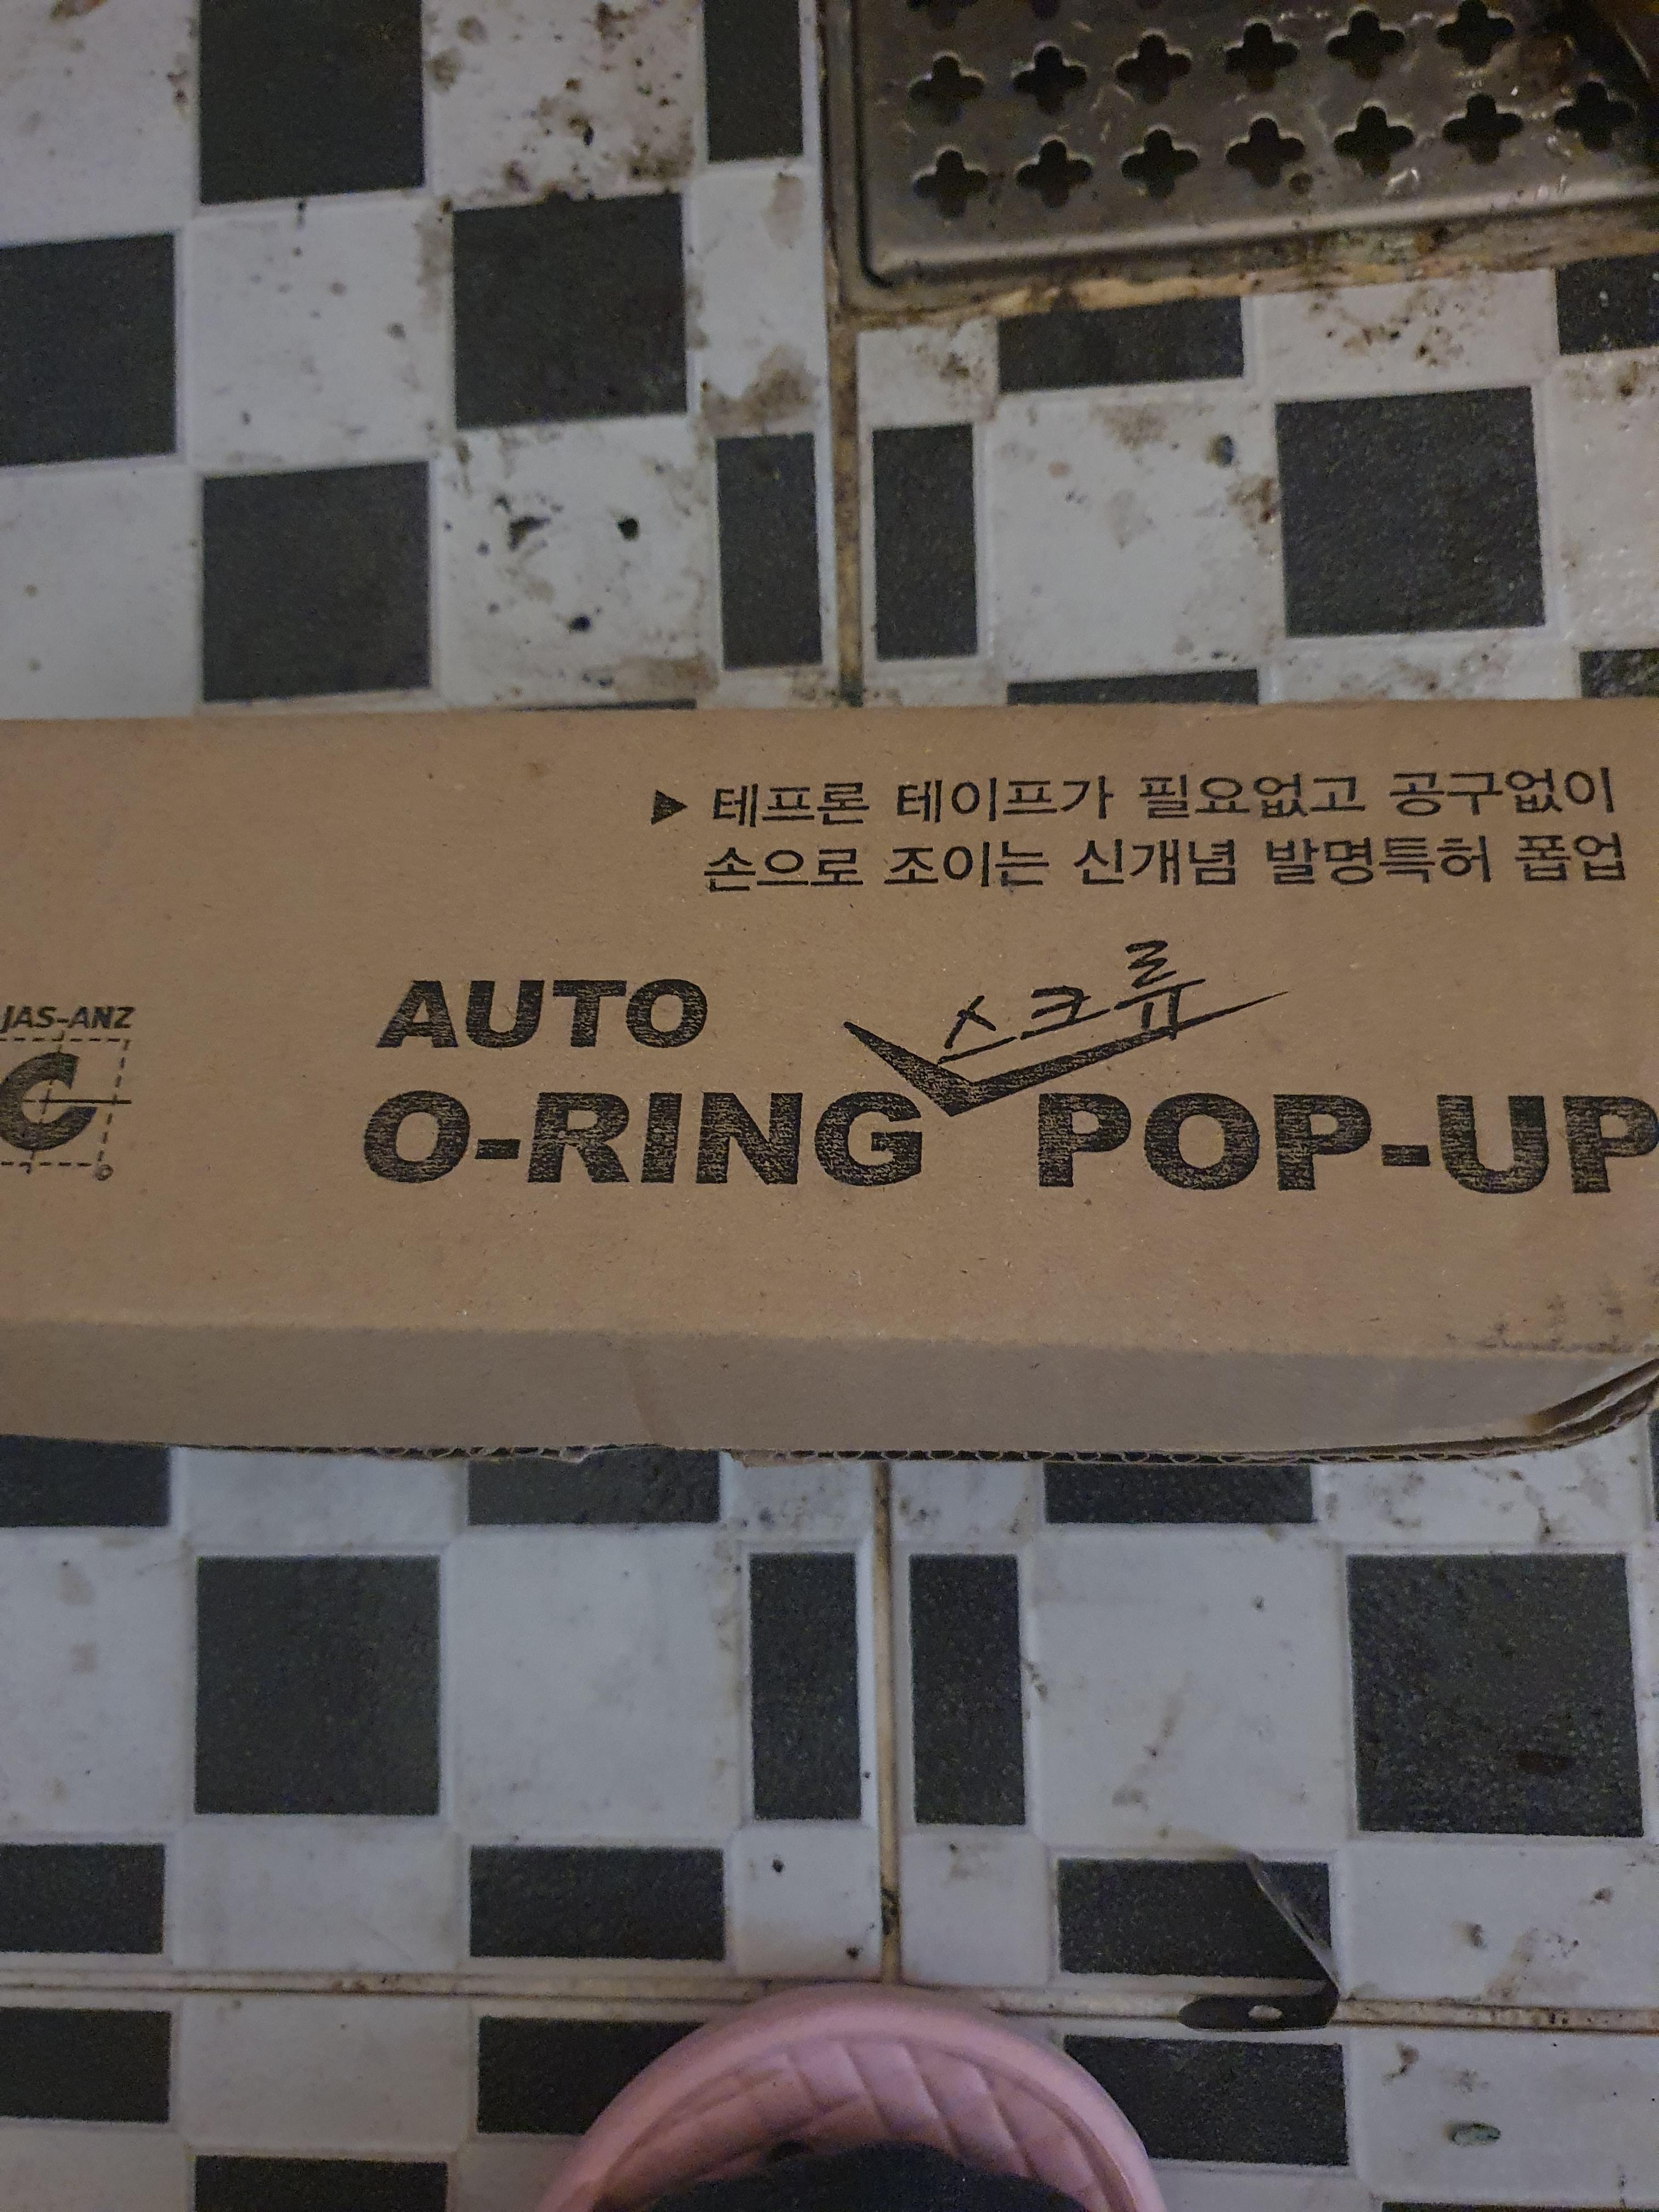 ▶ 테프론 테이프가 필요없고 공구없이
손으로 조이는 신개념 발명특허 폽업
스크류
JAS-ANZ
AUTO
O-RING POP-UP